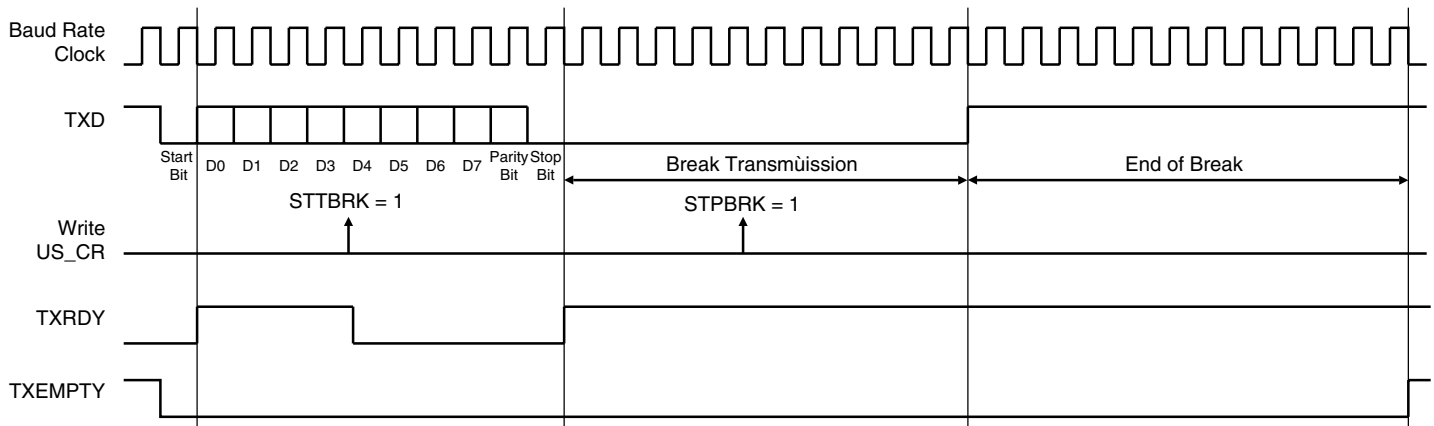 Baud Rate
Clock
TXD
Start
Bit
D0 D1 D2 D3 D4 D5 D6 D7
Parity
Bit
Stop
Bit
Break Transmùission
End of Break
STTBRK = 1
STPBRK = 1
Write
US_CR
TXRDY
TXEMPTY